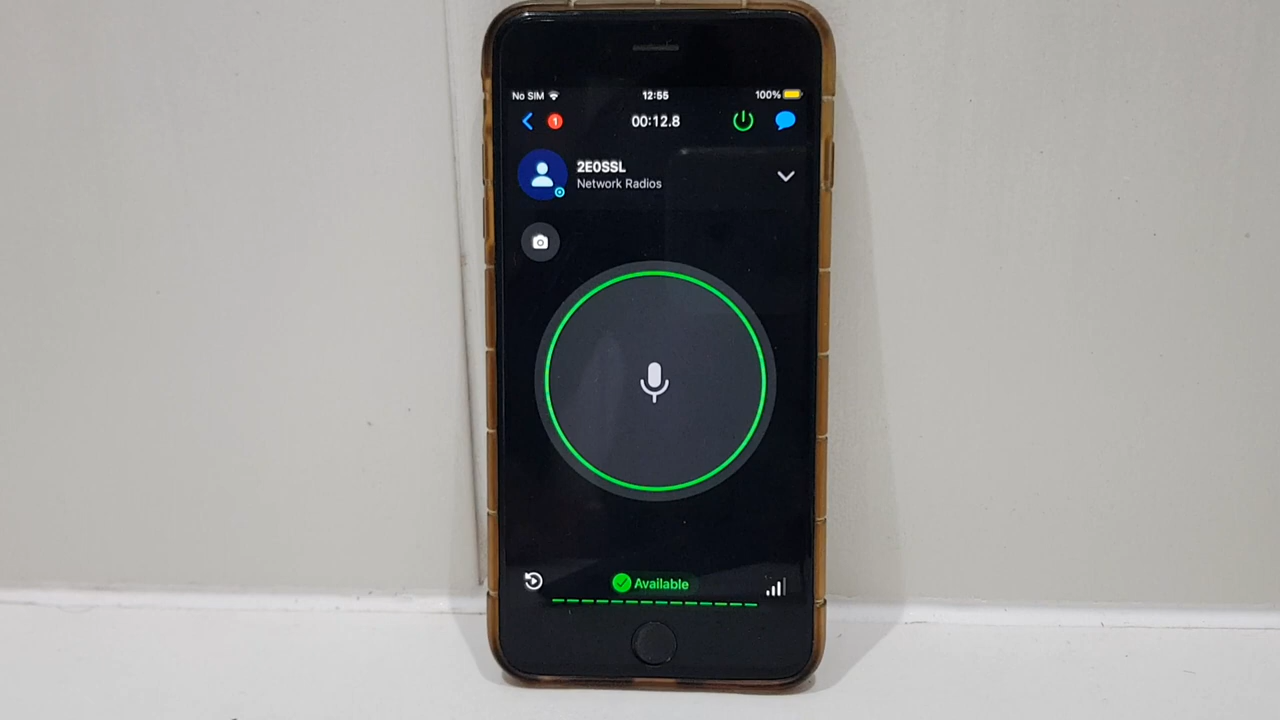 No SIM 12:55 100%
1 00:12.8
2E0SSL
Network Radios
Available